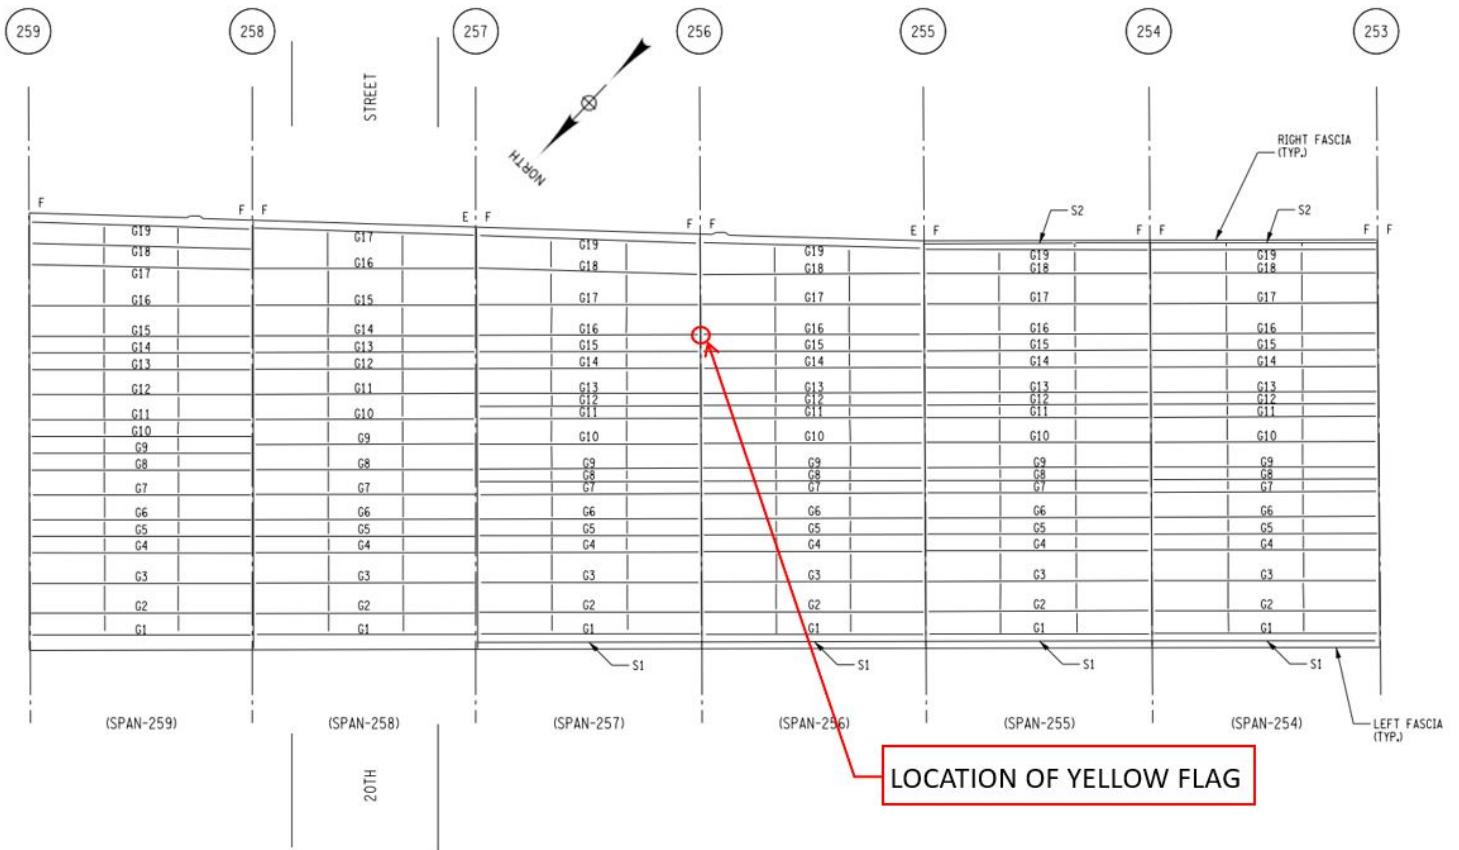 259 258 257 256 255 254 253
STREET
NORTH
RIGHT FASCIA
(TYP.)
S2 S2
F F F E F F F E F F F F F
G19 G17 G19 G19 G19 G19
G18 G16 G18 G18 G18 G18
G17 G15 G17 G17 G17 G17
G16 G14 G16 G16 G16 G16
G15 G13 G15 G15 G15 G15
G14 G12 G14 G14 G14 G14
G13 G11 G13 G13 G13 G13
G12 G10 G12 G12 G12 G12
G11 G9 G11 G11 G11 G11
G10 G8 G10 G10 G10 G10
G9 G7 G9 G9 G9 G9
G8 G6 G8 G8 G8 G8
G7 G5 G7 G7 G7 G7
G6 G4 G6 G6 G6 G6
G5 G3 G5 G5 G5 G5
G4 G2 G4 G4 G4 G4
G3 G1 G3 G3 G3 G3
G2 G2 G2 G2 G2
G1 G1 G1 G1 G1
S1 S1 S1 S1
(SPAN-259) (SPAN-258) (SPAN-257) (SPAN-256) (SPAN-255) (SPAN-254)
LEFT FASCIA
(TYP.)
20TH
LOCATION OF YELLOW FLAG